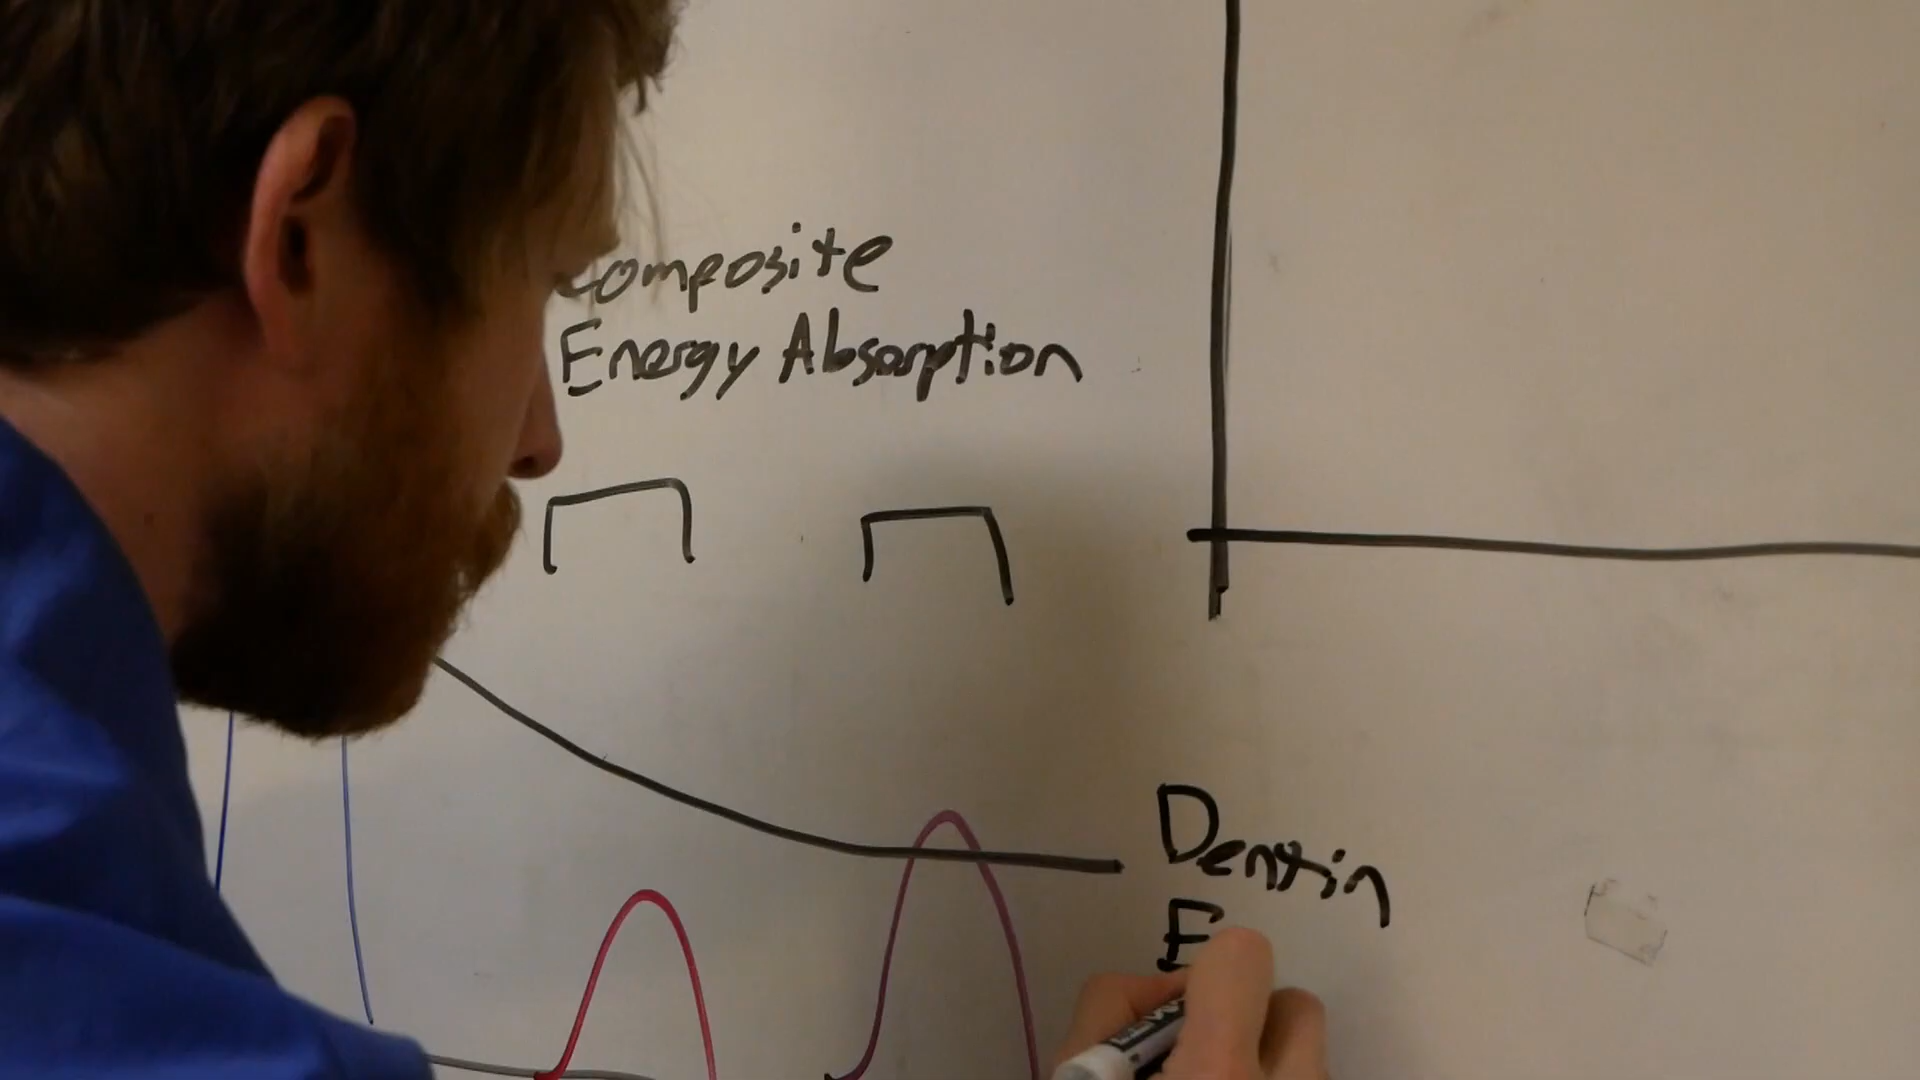 Composite
Energy Absorption
Dentin
E